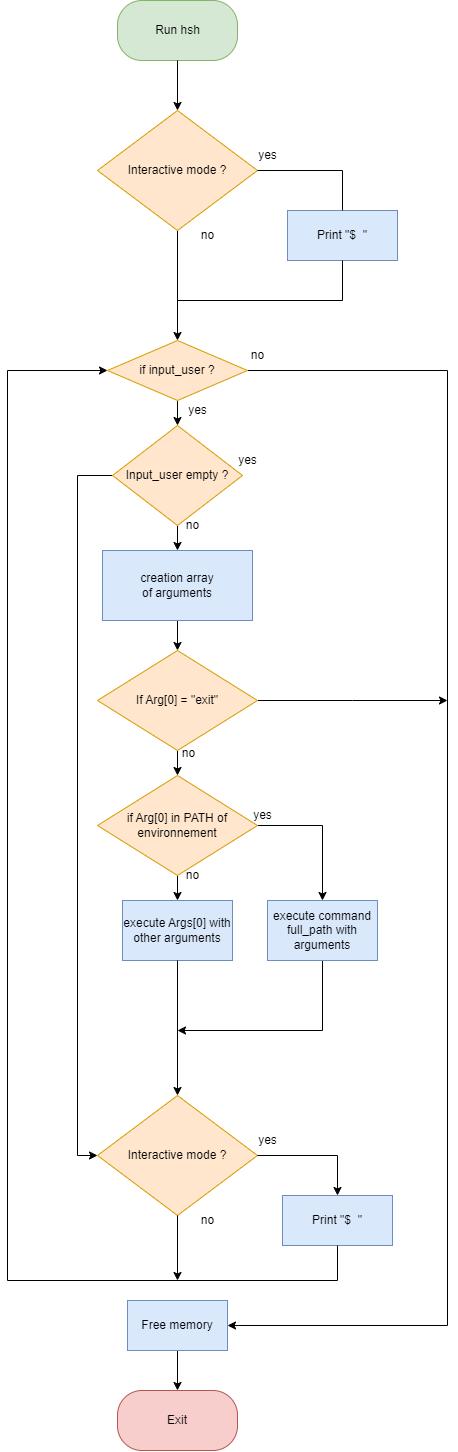 Run hsh
yes
Interactive mode ?
no
Print "$  "
no
if input_user ?
yes
yes
Input_user empty ?
no
creation array
of arguments
If Arg[0] = "exit"
no
yes
if Arg[0] in PATH of
environnement
no
execute Args[0] with
other arguments
execute command
full_path with
arguments
yes
Interactive mode ?
no
Print "$  "
Free memory
Exit